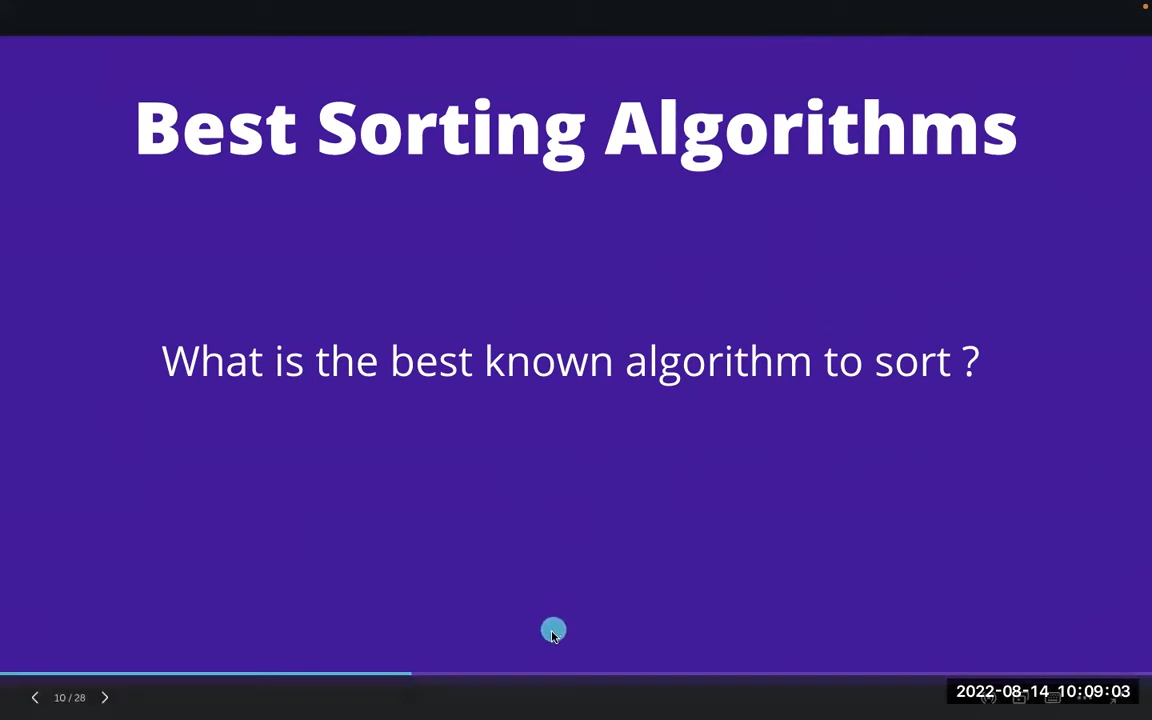 Best Sorting Algorithms
What is the best known algorithm to sort ?
10 / 28
2022-08-14 10:09:03